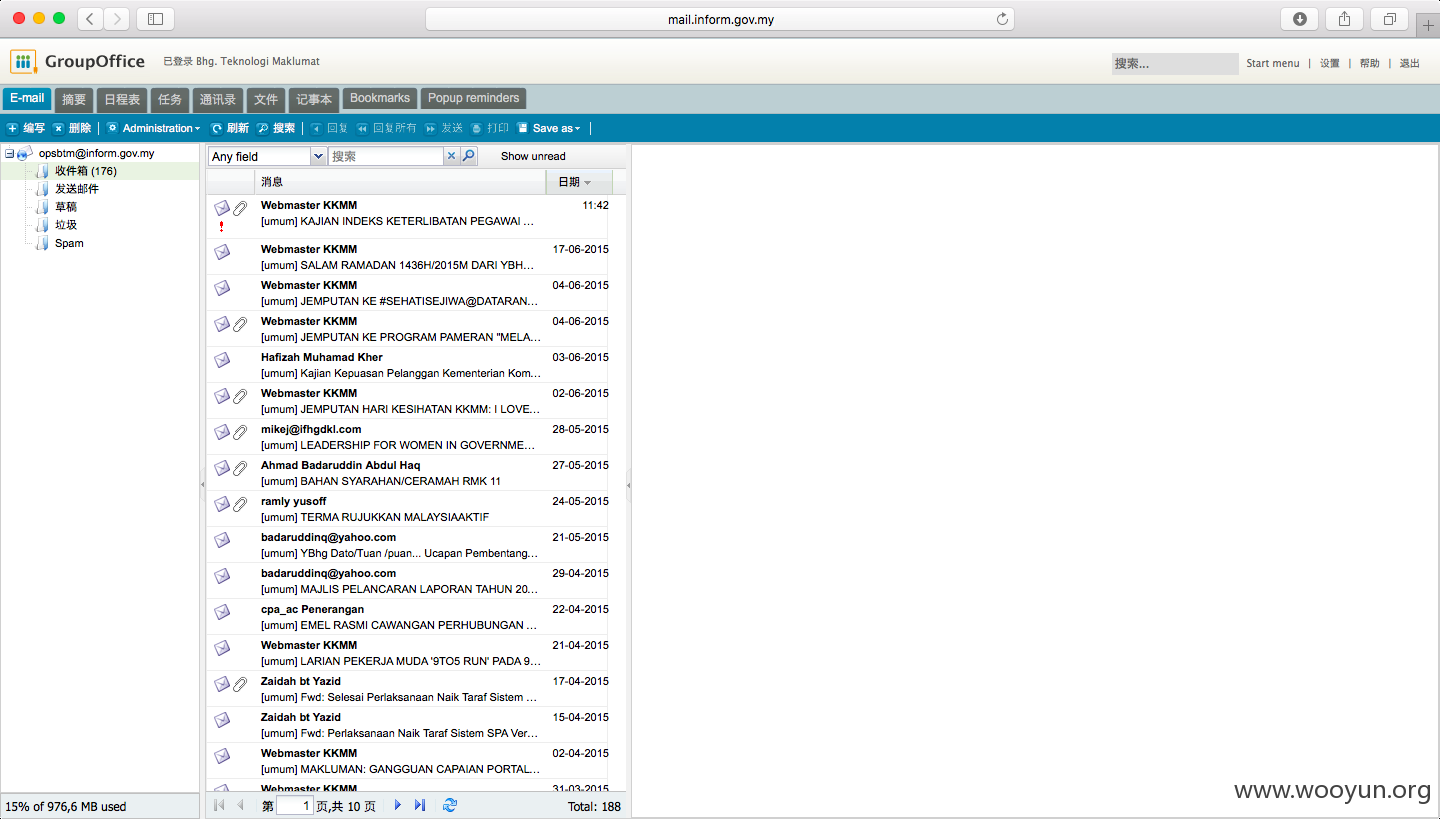 mail.inform.gov.my
GroupOffice
已登录 Bhg. Teknologi Maklumat
搜索...
Start menu | 设置 | 帮助 | 退出
E-mail 摘要 日程表 任务 通讯录 文件 记事本 Bookmarks Popup reminders
编写 删除 Administration 刷新 搜索 回复 回复所有 发送 打印 Save as
opsbtm@inform.gov.my
收件箱 (176)
发送邮件
草稿
垃圾
Spam
Any field 搜索 Show unread
消息 日期
Webmaster KKMM 11:42
[umum] KAJIAN INDEKS KETERLIBATAN PEGAWAI ...
Webmaster KKMM 17-06-2015
[umum] SALAM RAMADAN 1436H/2015M DARI YBH...
Webmaster KKMM 04-06-2015
[umum] JEMPUTAN KE #SEHATISEJIWA@DATARAN...
Webmaster KKMM 04-06-2015
[umum] JEMPUTAN KE PROGRAM PAMERAN "MELA...
Hafizah Muhamad Kher 03-06-2015
[umum] Kajian Kepuasan Pelanggan Kementerian Kom...
Webmaster KKMM 02-06-2015
[umum] JEMPUTAN HARI KESIHATAN KKMM: I LOVE...
mikej@ifhgdkl.com 28-05-2015
[umum] LEADERSHIP FOR WOMEN IN GOVERNME...
Ahmad Badaruddin Abdul Haq 27-05-2015
[umum] BAHAN SYARAHAN/CERAMAH RMK 11
ramly yusoff 24-05-2015
[umum] TERMA RUJUKKAN MALAYSIAAKTIF
badaruddinq@yahoo.com 21-05-2015
[umum] YBhg Dato/Tuan /puan... Ucapan Pembentang...
badaruddinq@yahoo.com 29-04-2015
[umum] MAJLIS PELANCARAN LAPORAN TAHUN 20...
cpa_ac Penerangan 22-04-2015
[umum] EMEL RASMI CAWANGAN PERHUBUNGAN ...
Webmaster KKMM 21-04-2015
[umum] LARIAN PEKERJA MUDA '9TO5 RUN' PADA 9...
Zaidah bt Yazid 17-04-2015
[umum] Fwd: Selesai Perlaksanaan Naik Taraf Sistem ...
Zaidah bt Yazid 15-04-2015
[umum] Fwd: Perlaksanaan Naik Taraf Sistem SPA Ver...
Webmaster KKMM 02-04-2015
[umum] MAKLUMAN: GANGGUAN CAPAIAN PORTAL...
Webmaster KKMM 31-03-2015
15% of 976,6 MB used
第 1 页,共 10 页 Total: 188
www.wooyun.org